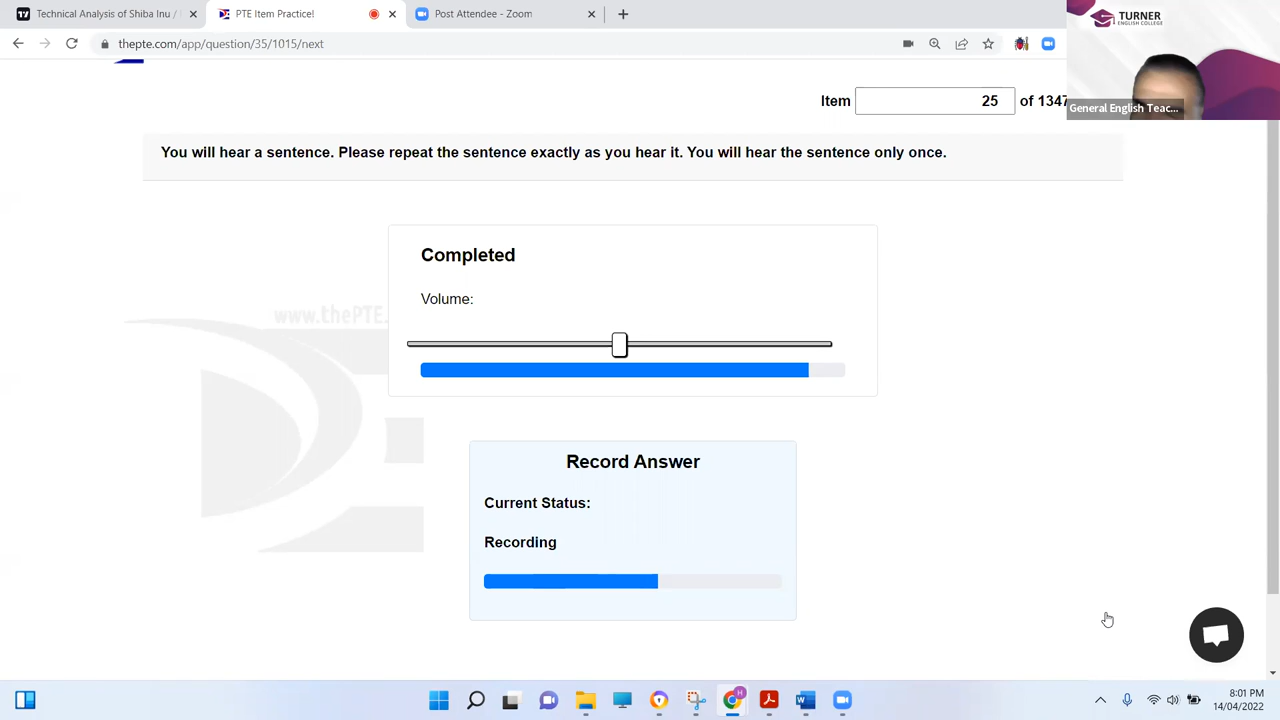 Technical Analysis of Shiba Inu /
PTE Item Practice!
Post Attendee - Zoom
thepte.com/app/question/35/1015/next
TURNER
ENGLISH COLLEGE
General English Teac...
Item 25 of 1347
You will hear a sentence. Please repeat the sentence exactly as you hear it. You will hear the sentence only once.
Completed
Volume:
www.thePTE.
Record Answer
Current Status:
Recording
8:01 PM
14/04/2022